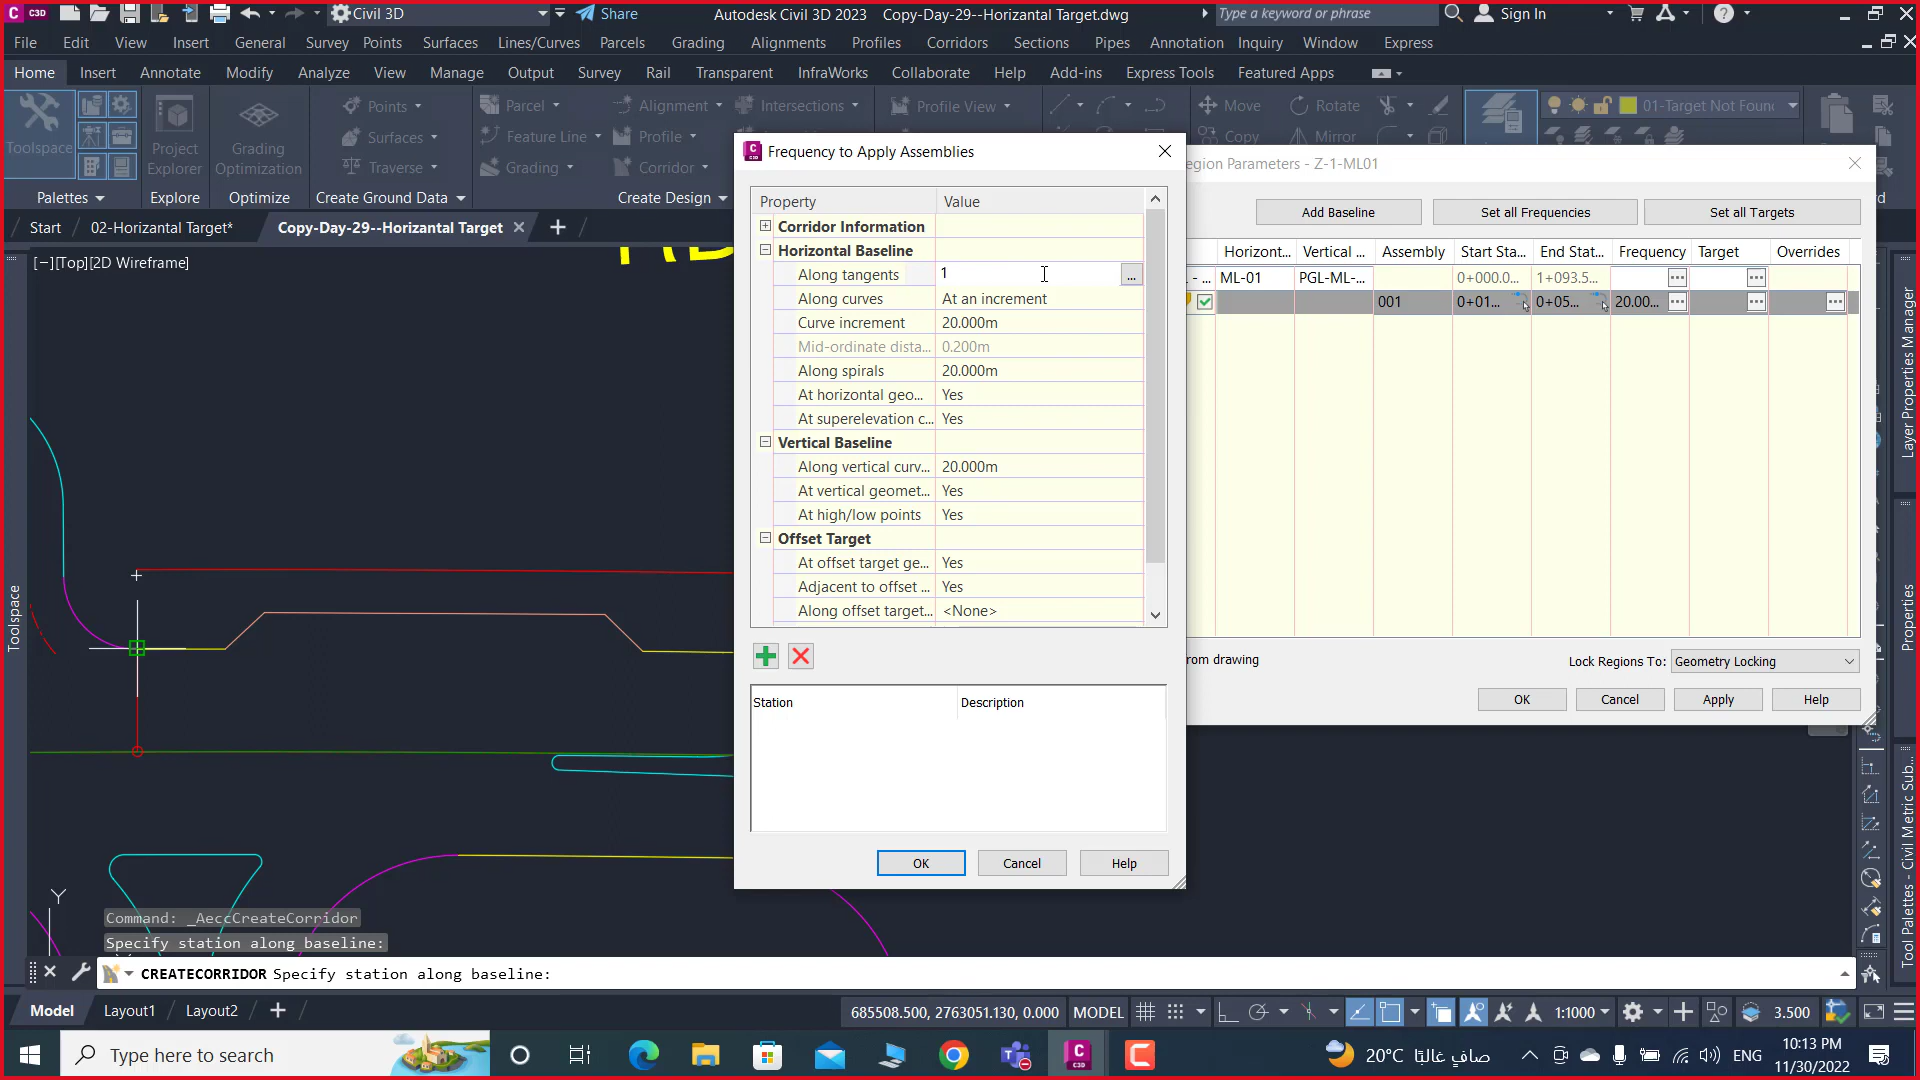 C3D
Civil 3D
Share
Autodesk Civil 3D 2023
Copy-Day-29--Horizantal Target.dwg
Type a keyword or phrase
Sign In
File Edit View Insert General Survey Points Surfaces Lines/Curves Parcels Grading Alignments Profiles Corridors Sections Pipes Annotation Inquiry Window Express
Home Insert Annotate Modify Analyze View Manage Output Survey Rail Transparent InfraWorks Collaborate Help Add-ins Express Tools Featured Apps
Points Parcel Alignment Intersections Profile View Move Rotate 01-Target Not Found
Toolspace Project Explorer Grading Optimization
Surfaces Feature Line Profile Copy Mirror
Traverse Grading Corridor
Palettes Explore Optimize Create Ground Data Create Design
Start 02-Horizantal Target* Copy-Day-29--Horizantal Target
[−][Top][2D Wireframe]
Frequency to Apply Assemblies
Property Value
Corridor Information
Horizontal Baseline
Along tangents 1 ...
Along curves At an increment
Curve increment 20.000m
Mid-ordinate dista... 0.200m
Along spirals 20.000m
At horizontal geo... Yes
At superelevation c... Yes
Vertical Baseline
Along vertical curv... 20.000m
At vertical geomet... Yes
At high/low points Yes
Offset Target
At offset target ge... Yes
Adjacent to offset ... Yes
Along offset target... <None>
Station Description
OK Cancel Help
egion Parameters - Z-1-ML01
Add Baseline Set all Frequencies Set all Targets
Horizont... Vertical ... Assembly Start Sta... End Stat... Frequency Target Overrides
- ... ML-01 PGL-ML-... 0+000.0... 1+093.5...
001 0+01... 0+05... 20.00...
rom drawing
Lock Regions To: Geometry Locking
OK Cancel Apply Help
Toolspace
Layer Properties Manager
Properties
Tool Palettes - Civil Metric Sub...
Y
Command: _AeccCreateCorridor
Specify station along baseline:
CREATECORRIDOR Specify station along baseline:
Model Layout1 Layout2
685508.500, 2763051.130, 0.000 MODEL 1:1000 3.500
Type here to search
20°C صافٍ غالبًا
ENG
10:13 PM
11/30/2022